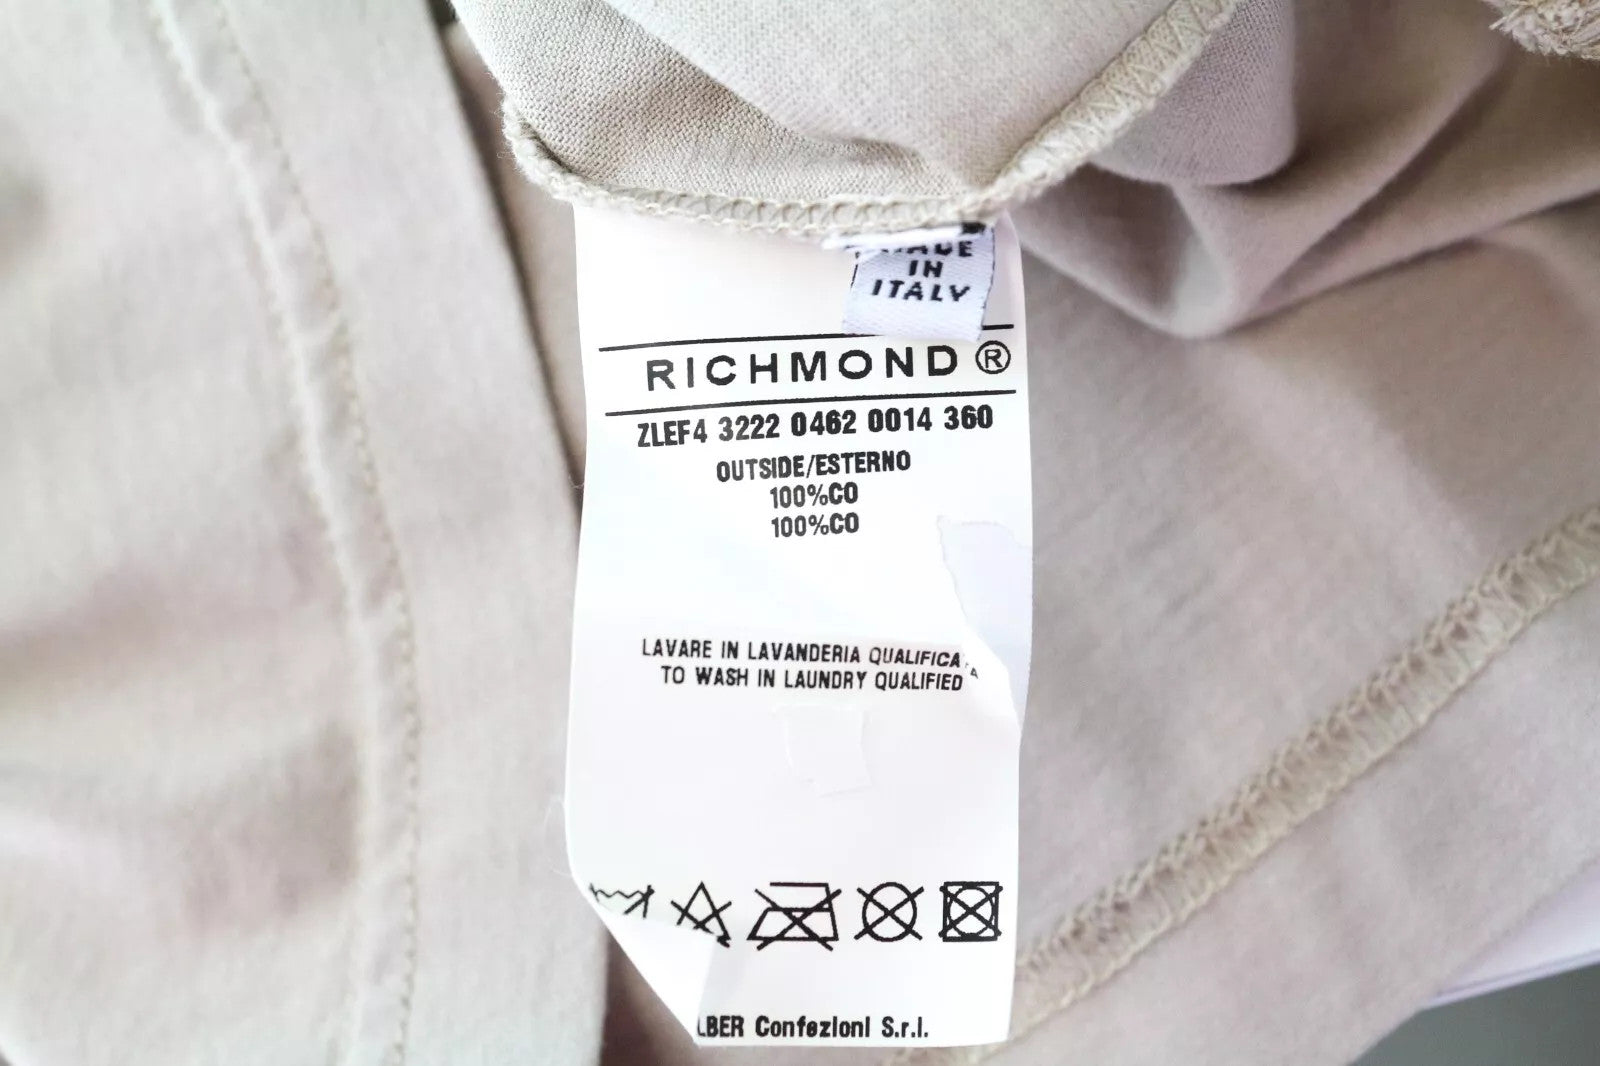 MADE
IN
ITALY
RICHMOND ®
ZLEF4 3222 0462 0014 360
OUTSIDE/ESTERNO
100%CO
100%CO
LAVARE IN LAVANDERIA QUALIFICATA
TO WASH IN LAUNDRY QUALIFIED
LBER Confezioni S.r.l.